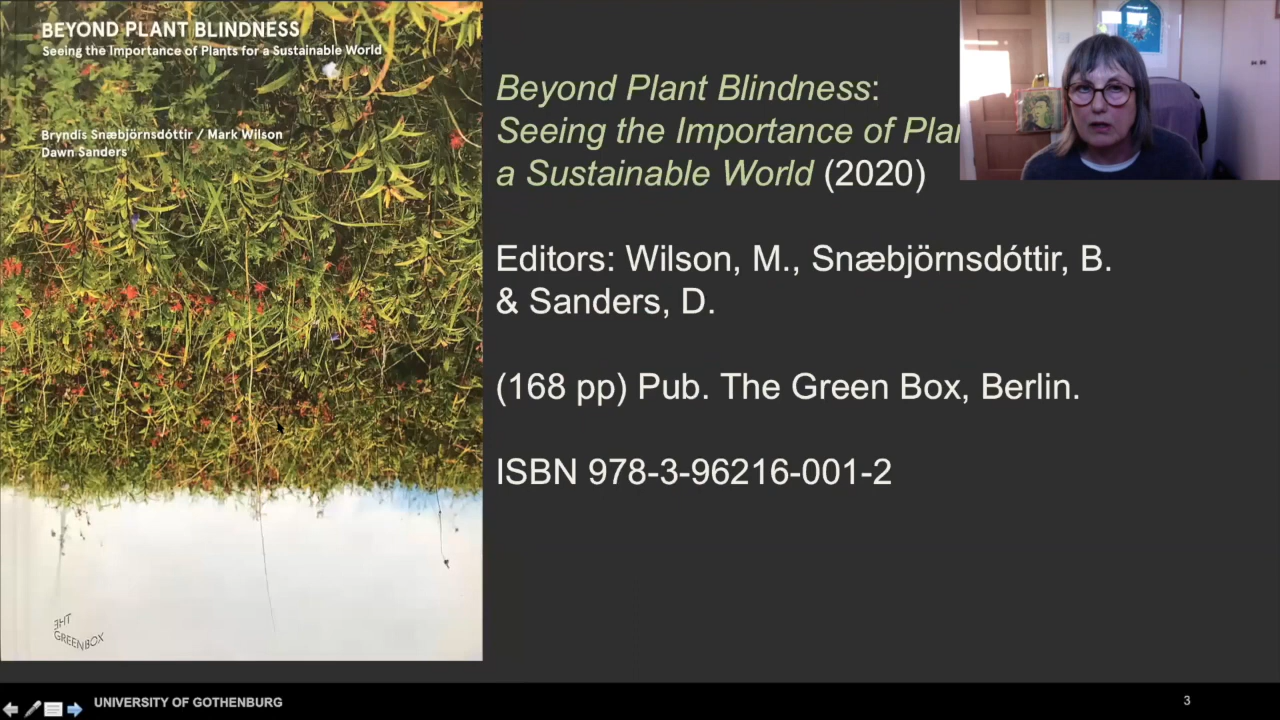 BEYOND PLANT BLINDNESS
Seeing the Importance of Plants for a Sustainable World
Bryndís Snæbjörnsdóttir / Mark Wilson
Dawn Sanders
THE
GREENBOX
Beyond Plant Blindness:
Seeing the Importance of Plan
a Sustainable World (2020)
Editors: Wilson, M., Snæbjörnsdóttir, B.
& Sanders, D.
(168 pp) Pub. The Green Box, Berlin.
ISBN 978-3-96216-001-2
UNIVERSITY OF GOTHENBURG
3